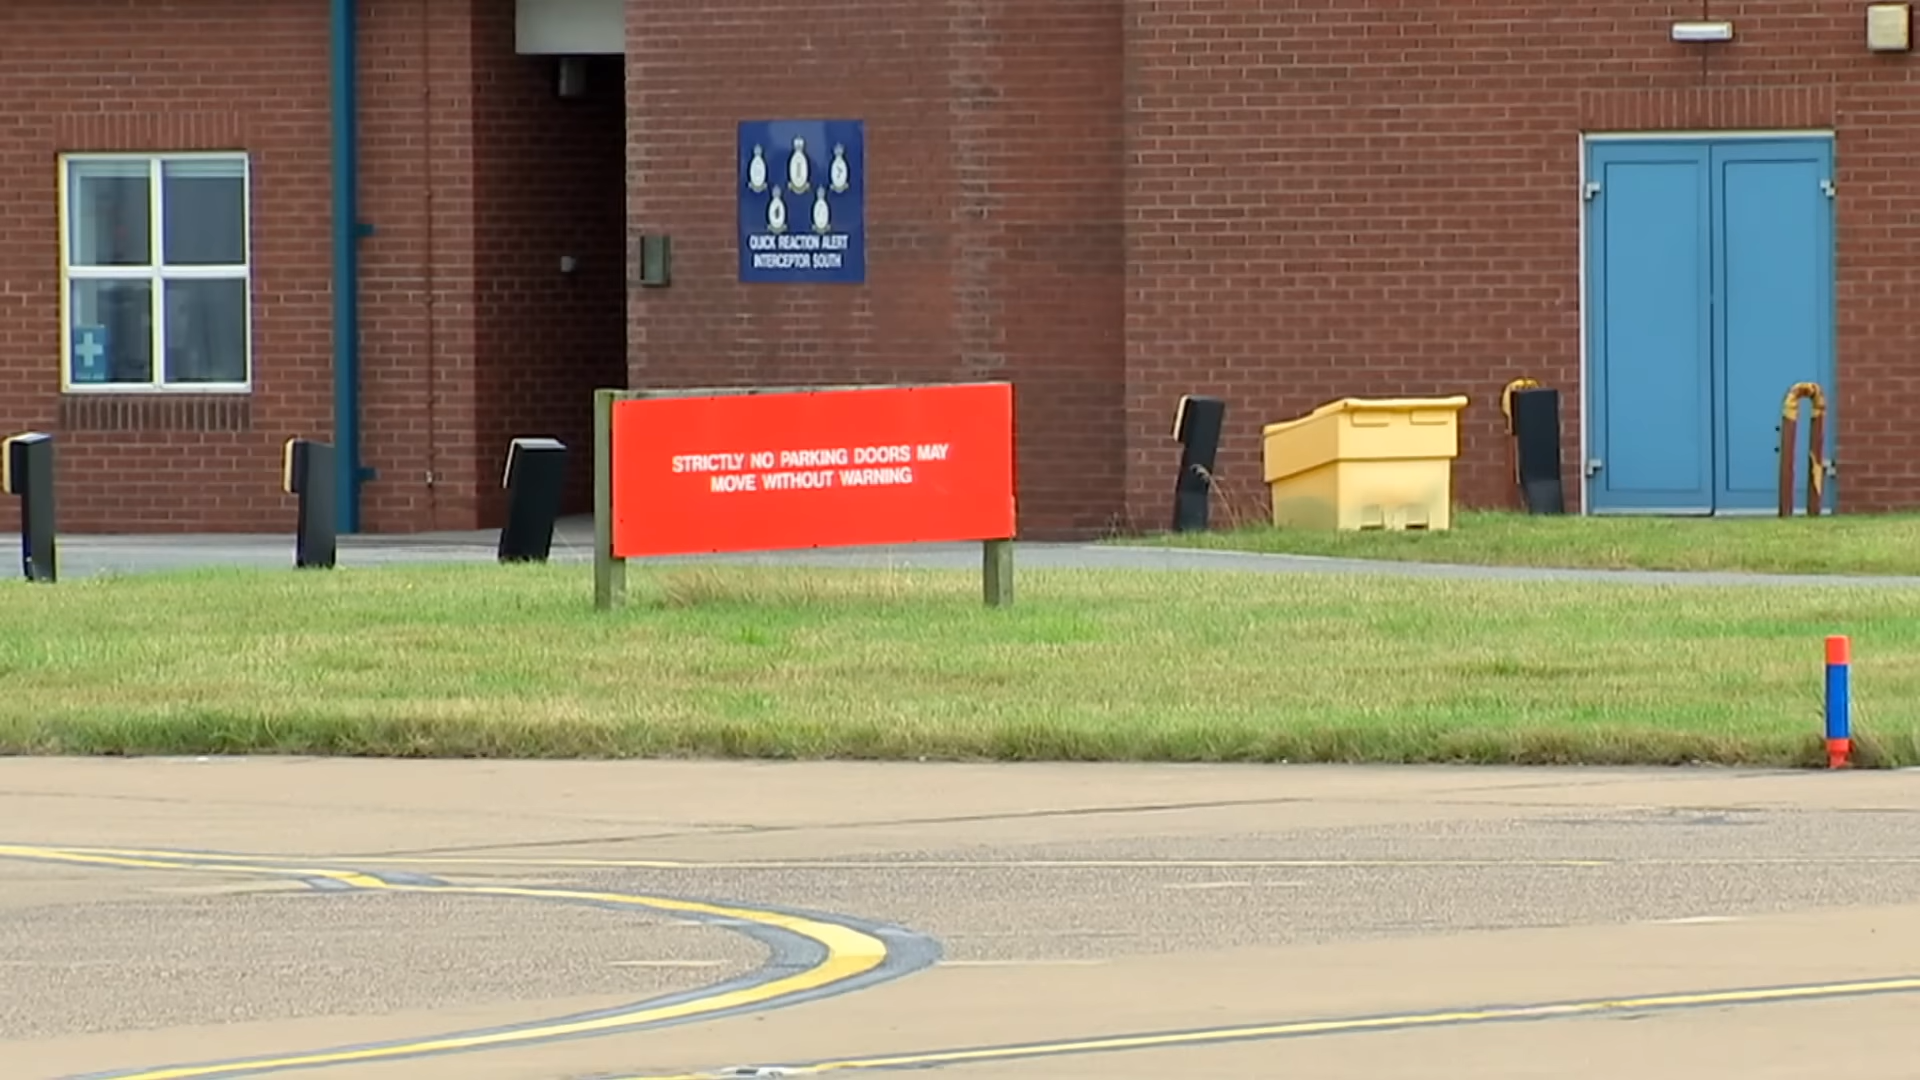 QUICK REACTION ALERT
INTERCEPTOR SOUTH
STRICTLY NO PARKING DOORS MAY
MOVE WITHOUT WARNING